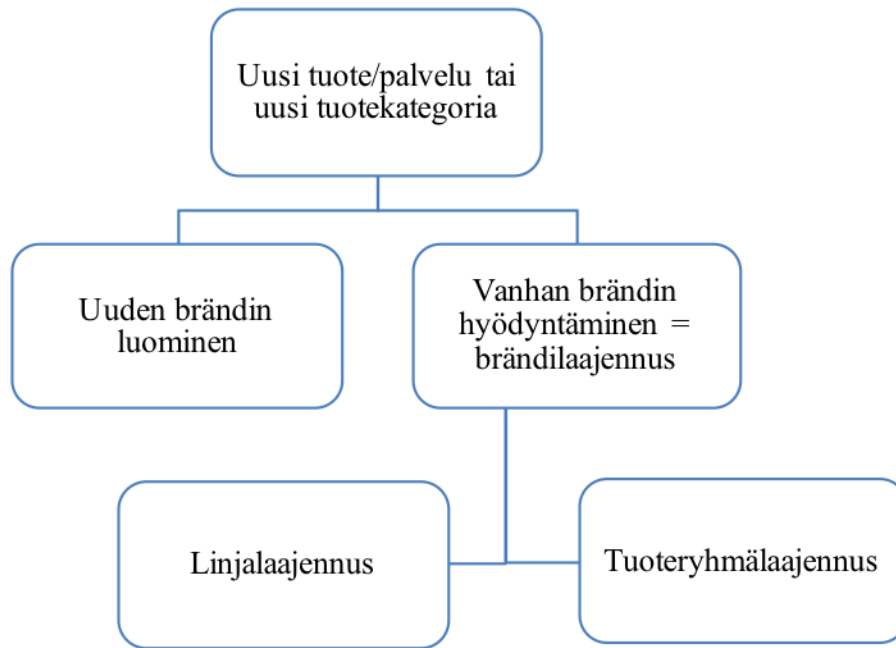 Uusi tuote/palvelu tai
uusi tuotekategoria
Uuden brändin
luominen
Vanhan brändin
hyödyntäminen =
brändilaajennus
Linjalaajennus
Tuoteryhmälaajennus